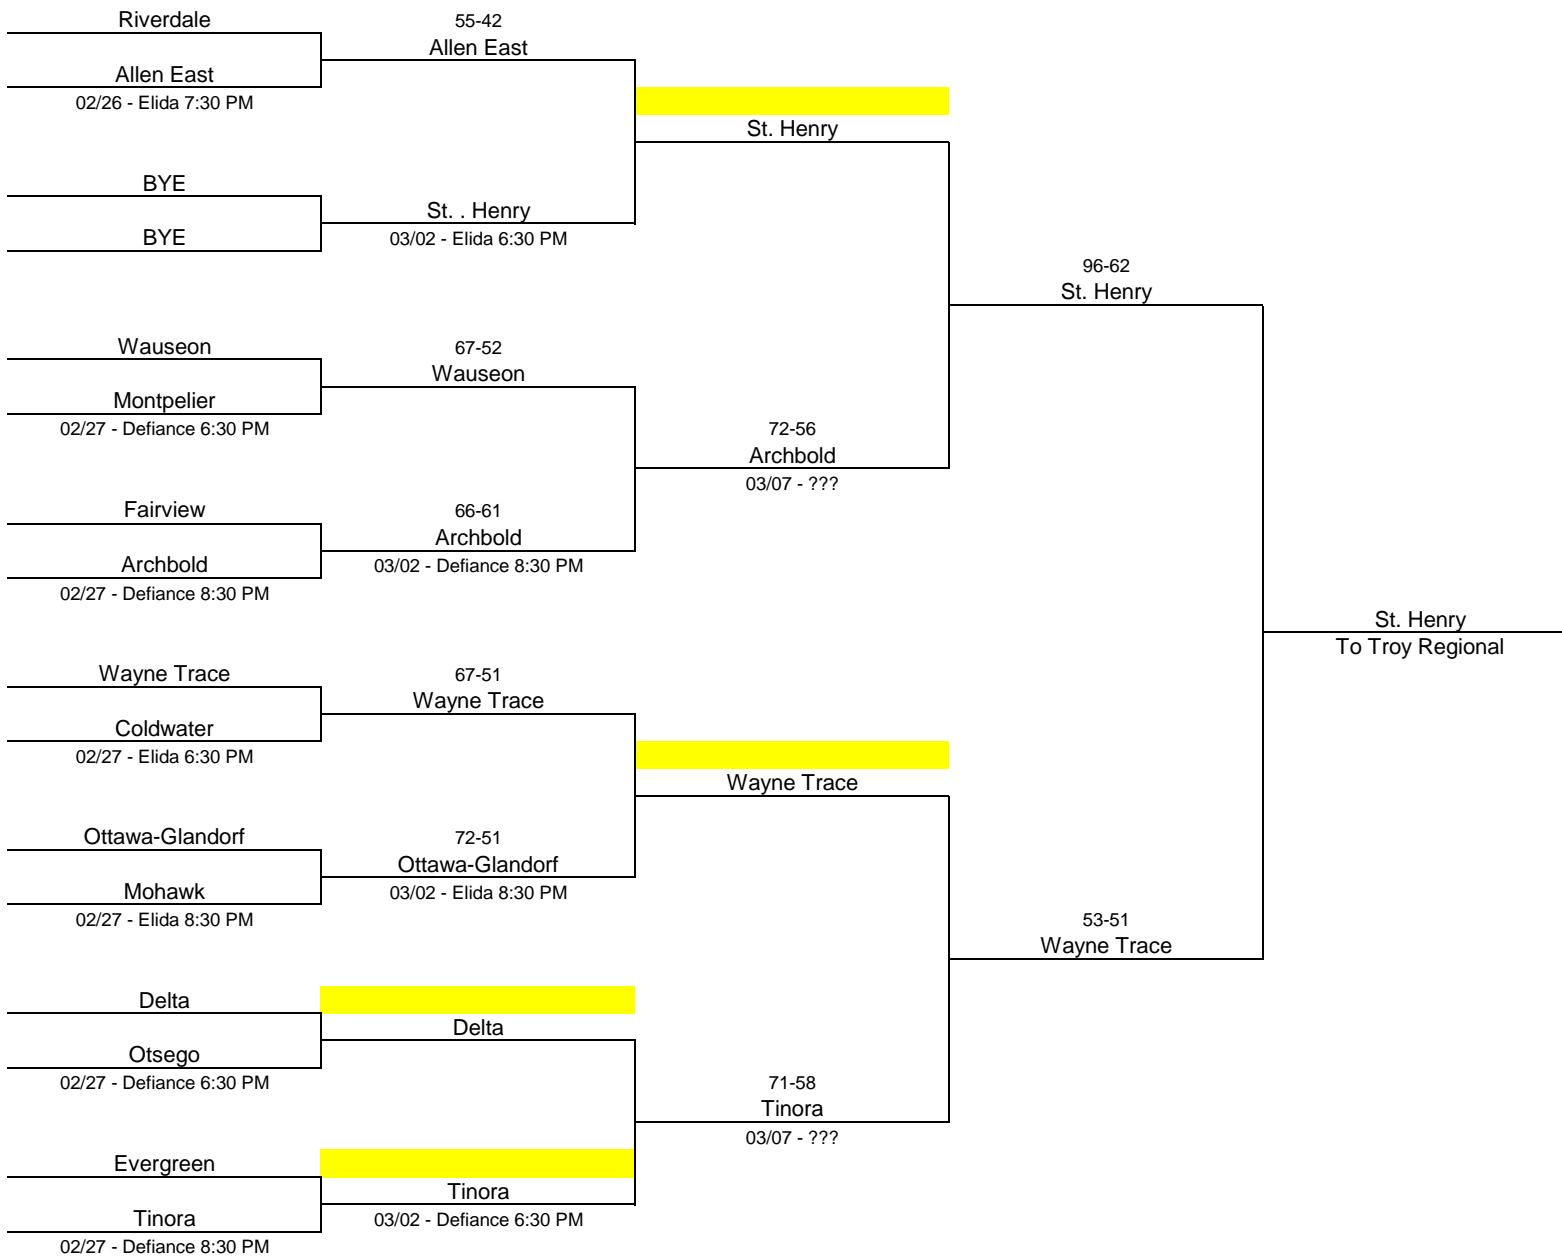 Riverdale
55-42
Allen East
Allen East
02/26 - Elida 7:30 PM
St. Henry
BYE
St. . Henry
BYE
03/02 - Elida 6:30 PM
96-62
St. Henry
Wauseon
67-52
Wauseon
Montpelier
02/27 - Defiance 6:30 PM
72-56
Archbold
03/07 - ???
Fairview
66-61
Archbold
Archbold
03/02 - Defiance 8:30 PM
02/27 - Defiance 8:30 PM
St. Henry
To Troy Regional
Wayne Trace
67-51
Wayne Trace
Coldwater
02/27 - Elida 6:30 PM
Wayne Trace
Ottawa-Glandorf
72-51
Ottawa-Glandorf
Mohawk
03/02 - Elida 8:30 PM
02/27 - Elida 8:30 PM
53-51
Wayne Trace
Delta
Delta
Otsego
02/27 - Defiance 6:30 PM
71-58
Tinora
03/07 - ???
Evergreen
Tinora
Tinora
03/02 - Defiance 6:30 PM
02/27 - Defiance 8:30 PM